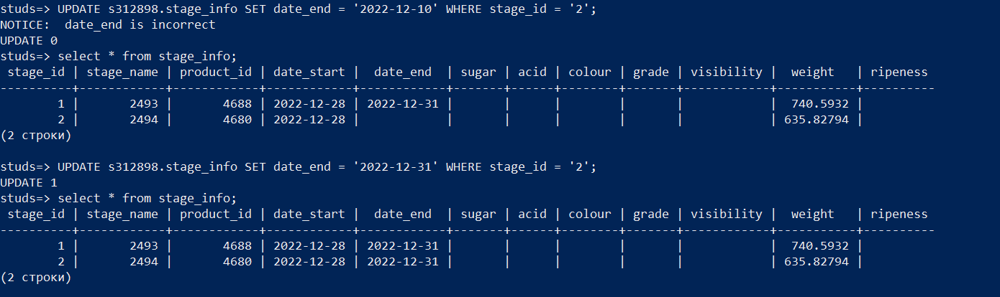 studs=> UPDATE s312898.stage_info SET date_end = '2022-12-10' WHERE stage_id = '2';
NOTICE:  date_end is incorrect
UPDATE 0
studs=> select * from stage_info;
 stage_id | stage_name | product_id | date_start |  date_end  | sugar | acid | colour | grade | visibility |  weight   | ripeness
----------+------------+------------+------------+------------+-------+------+--------+-------+------------+-----------+----------
        1 |       2493 |       4688 | 2022-12-28 | 2022-12-31 |       |      |        |       |            |  740.5932 |
        2 |       2494 |       4680 | 2022-12-28 |            |       |      |        |       |            | 635.82794 |
(2 строки)

studs=> UPDATE s312898.stage_info SET date_end = '2022-12-31' WHERE stage_id = '2';
UPDATE 1
studs=> select * from stage_info;
 stage_id | stage_name | product_id | date_start |  date_end  | sugar | acid | colour | grade | visibility |  weight   | ripeness
----------+------------+------------+------------+------------+-------+------+--------+-------+------------+-----------+----------
        1 |       2493 |       4688 | 2022-12-28 | 2022-12-31 |       |      |        |       |            |  740.5932 |
        2 |       2494 |       4680 | 2022-12-28 | 2022-12-31 |       |      |        |       |            | 635.82794 |
(2 строки)